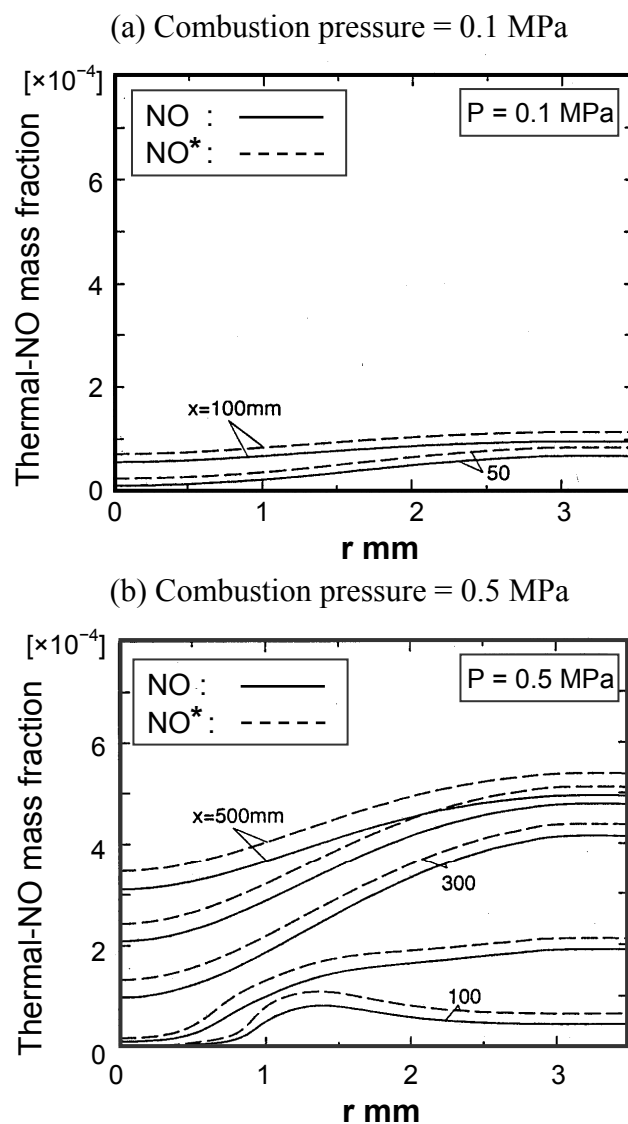 (a) Combustion pressure = 0.1 MPa
[×10⁻⁴]
NO : 
NO* :
P = 0.1 MPa
6
4
2
0
Thermal-NO mass fraction
x=100mm
50
0 1 2 3
r mm
(b) Combustion pressure = 0.5 MPa
[×10⁻⁴]
NO :
NO* :
P = 0.5 MPa
6
4
2
0
Thermal-NO mass fraction
x=500mm
300
100
0 1 2 3
r mm